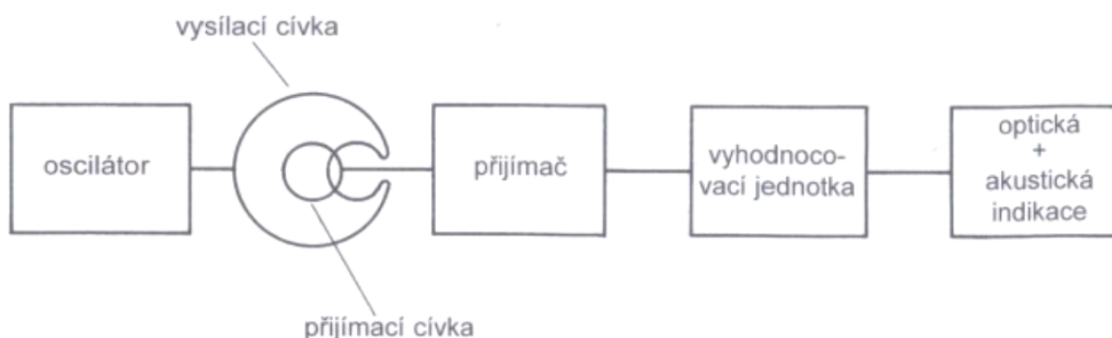 vysílací cívka
oscilátor
přijímač
vyhodnoco-
vací jednotka
optická
+
akustická
indikace
přijímací cívka